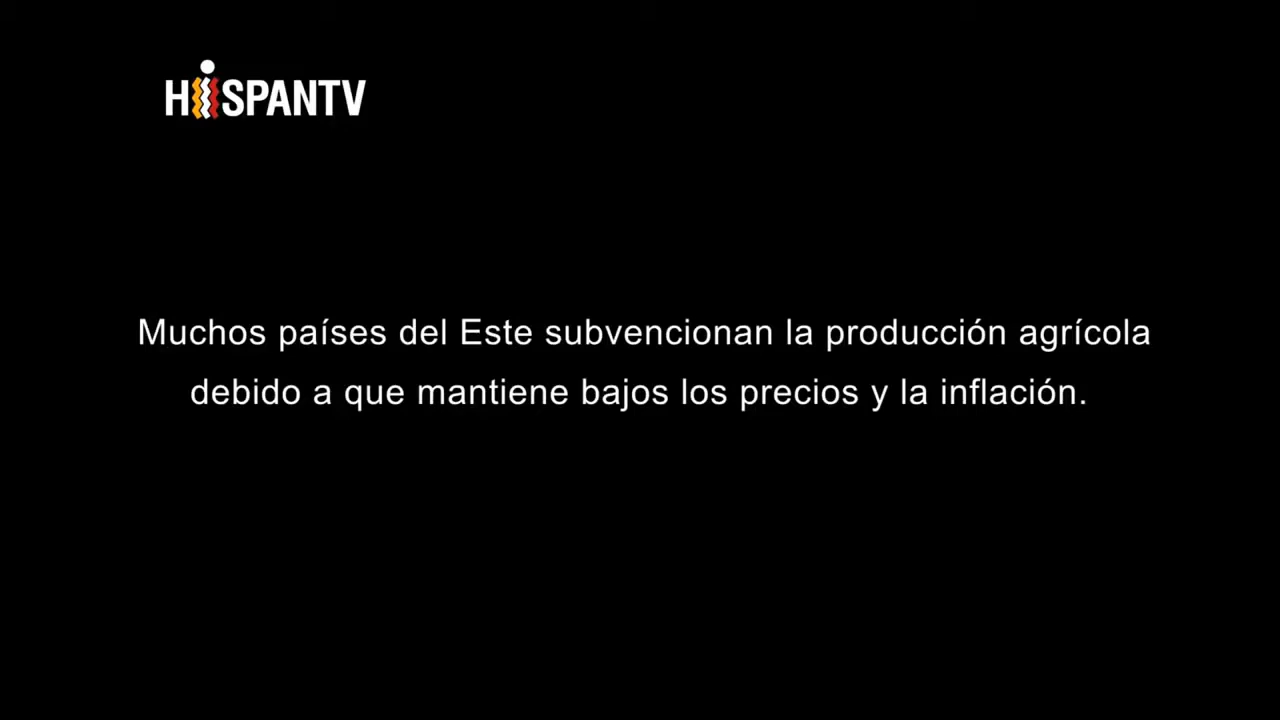 HISPANTV
Muchos países del Este subvencionan la producción agrícola
debido a que mantiene bajos los precios y la inflación.